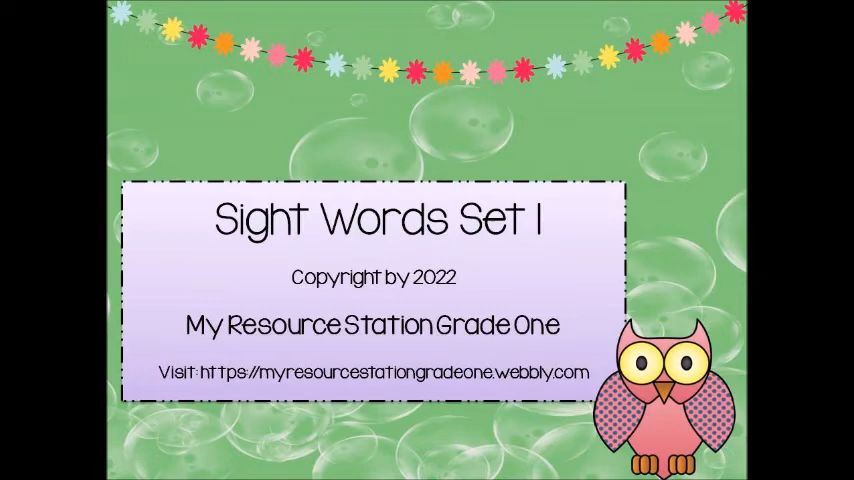 Sight Words Set 1
Copyright by 2022
My Resource Station Grade One
Visit: https://myresourcestationgradeone.webbly.com